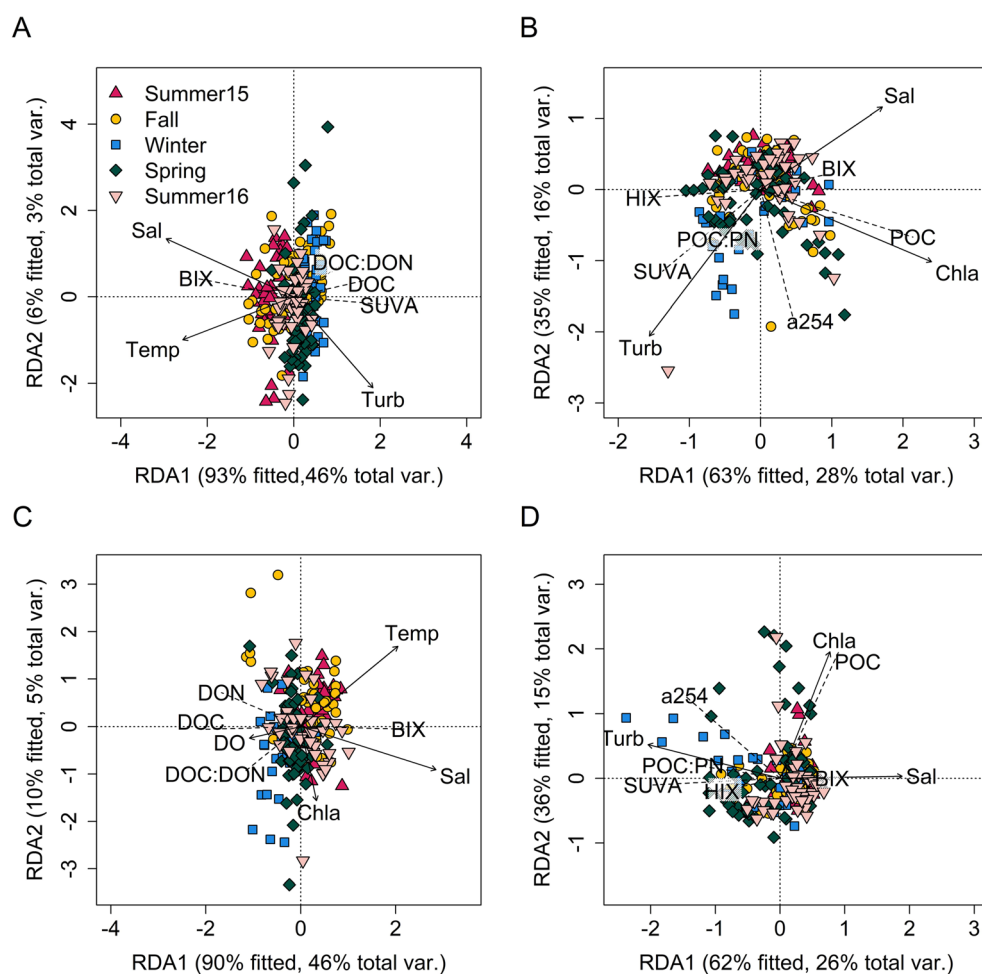 A
B
Summer15
Fall
Winter
Spring
Summer16
Sal
BIX
Temp
DOC:DON
DOC
SUVA
Turb
RDA2 (6% fitted, 3% total var.)
4
2
0
-2
-4
-2
0
2
4
RDA1 (93% fitted,46% total var.)
Sal
BIX
HIX
POC:PN
POC
Chla
SUVA
a254
Turb
RDA2 (35% fitted, 16% total var.)
1
0
-1
-2
-3
-2
-1
0
1
2
3
RDA1 (63% fitted, 28% total var.)
C
D
Temp
DON
DOC
BIX
DO
DOC:DON
Sal
Chla
RDA2 (10% fitted, 5% total var.)
3
2
1
0
-1
-2
-3
-4
-2
0
2
RDA1 (90% fitted, 46% total var.)
Chla
POC
a254
Turb
POC:PN
SUVA
HIX
BIX
Sal
RDA2 (36% fitted, 15% total var.)
3
2
1
0
-1
-2
-1
0
1
2
3
RDA1 (62% fitted, 26% total var.)